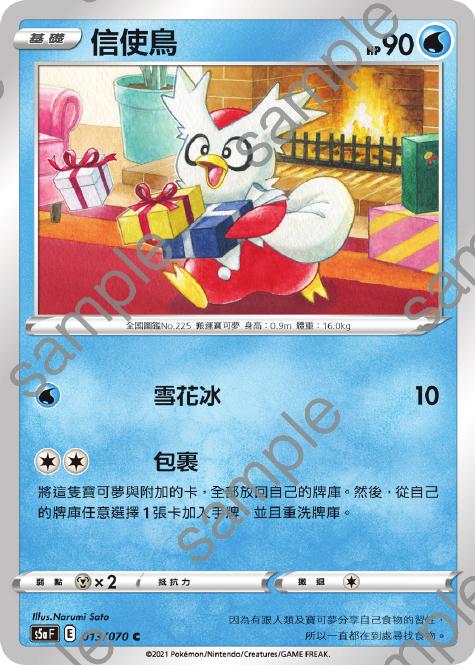 基礎 信使鳥 HP 90
全國圖鑑No.225 搬運寶可夢 身高：0.9m 體重：16.0kg
雪花冰 10
包裹
將這隻寶可夢與附加的卡，全部放回自己的牌庫。然後，從自己
的牌庫任意選擇1張卡加入手牌，並且重洗牌庫。
弱點 ×2 抵抗力 撤退
Illus.Narumi Sato
s5a F E 013/070 C
因為有跟人類及寶可夢分享自己食物的習性，
所以一直都在到處尋找食物。
©2021 Pokémon/Nintendo/Creatures/GAME FREAK.
sample
sample
sample
sample
sample
sample